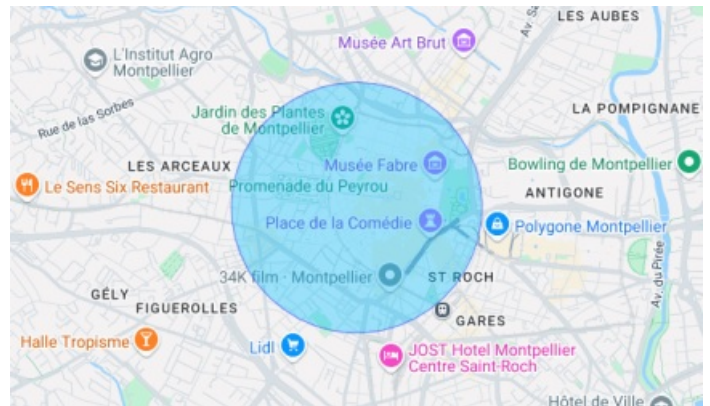 LES AUBES
Av. Sa
Musée Art Brut
L'Institut Agro
Montpellier
Rue de las Sorbes
Jardin des Plantes
de Montpellier
LA POMPIGNANE
LES ARCEAUX
Musée Fabre
Bowling de Montpellier
Le Sens Six Restaurant
Promenade du Peyrou
ANTIGONE
Place de la Comédie
Polygone Montpellier
34K film · Montpellier
ST ROCH
Av. du Pirée
GÉLY
FIGUEROLLES
GARES
Halle Tropisme
Lidl
JOST Hotel Montpellier
Centre Saint-Roch
Hôtel de Ville